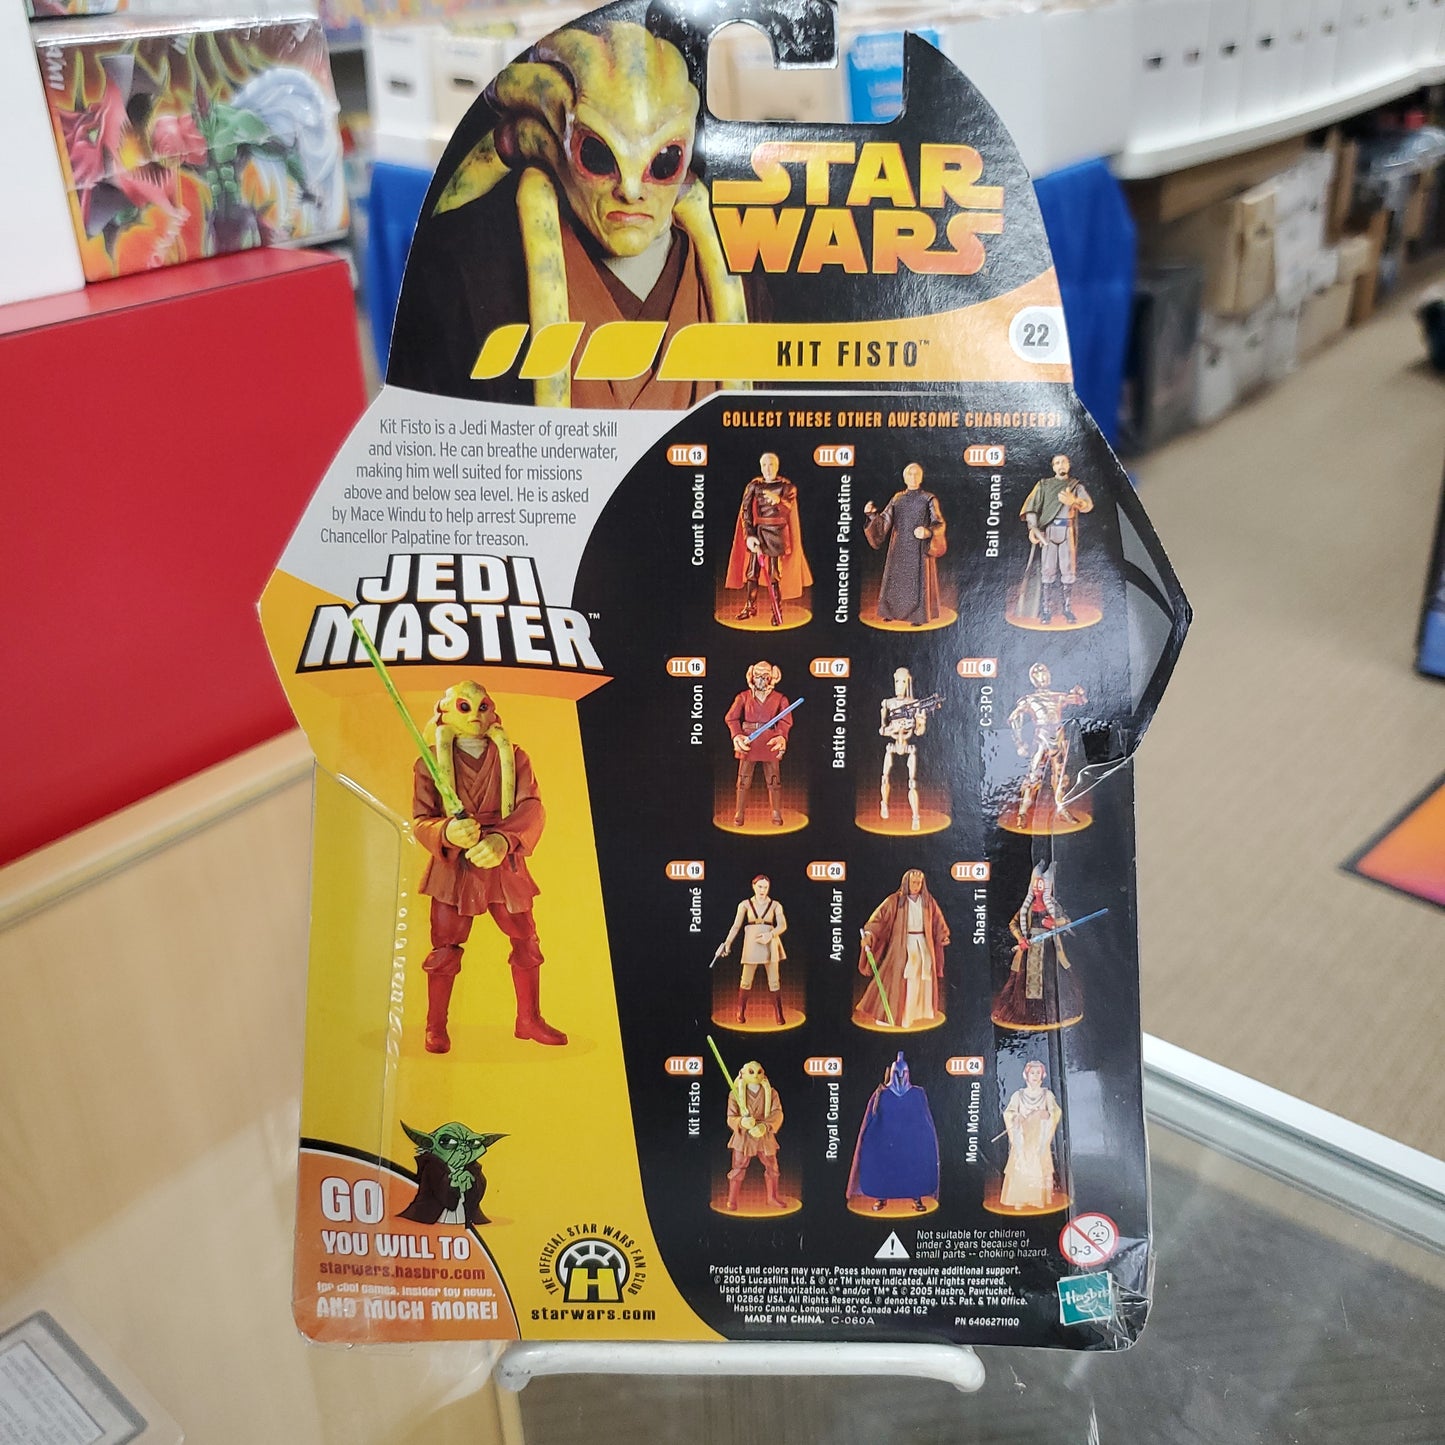 STAR
WARS
22
KIT FISTO™
Kit Fisto is a Jedi Master of great skill
and vision. He can breathe underwater,
making him well suited for missions
above and below sea level. He is asked
by Mace Windu to help arrest Supreme
Chancellor Palpatine for treason.
JEDI
MASTER™
COLLECT THESE OTHER AWESOME CHARACTERS!
III 13
Count Dooku
III 14
Chancellor Palpatine
III 15
Bail Organa
III 16
Plo Koon
III 17
Battle Droid
III 18
C-3PO
III 19
Padmé
III 20
Agen Kolar
III 21
Shaak Ti
III 22
Kit Fisto
III 23
Royal Guard
III 24
Mon Mothma
GO
YOU WILL TO
starwars.hasbro.com
for cool games, insider toy news,
AND MUCH MORE!
THE OFFICIAL STAR WARS FAN CLUB
H
starwars.com
Not suitable for children
under 3 years because of
small parts -- choking hazard.
0-3
Product and colors may vary. Poses shown may require additional support.
© 2005 Lucasfilm Ltd. & ® or TM where indicated. All rights reserved.
Used under authorization. ®* and/or TM* & © 2005 Hasbro, Pawtucket,
RI 02862 USA. All Rights Reserved. ® denotes Reg. U.S. Pat. & TM Office.
Hasbro Canada, Longueuil, QC, Canada J4G 1G2
MADE IN CHINA. C-060A
PN 6406271100
Hasbro